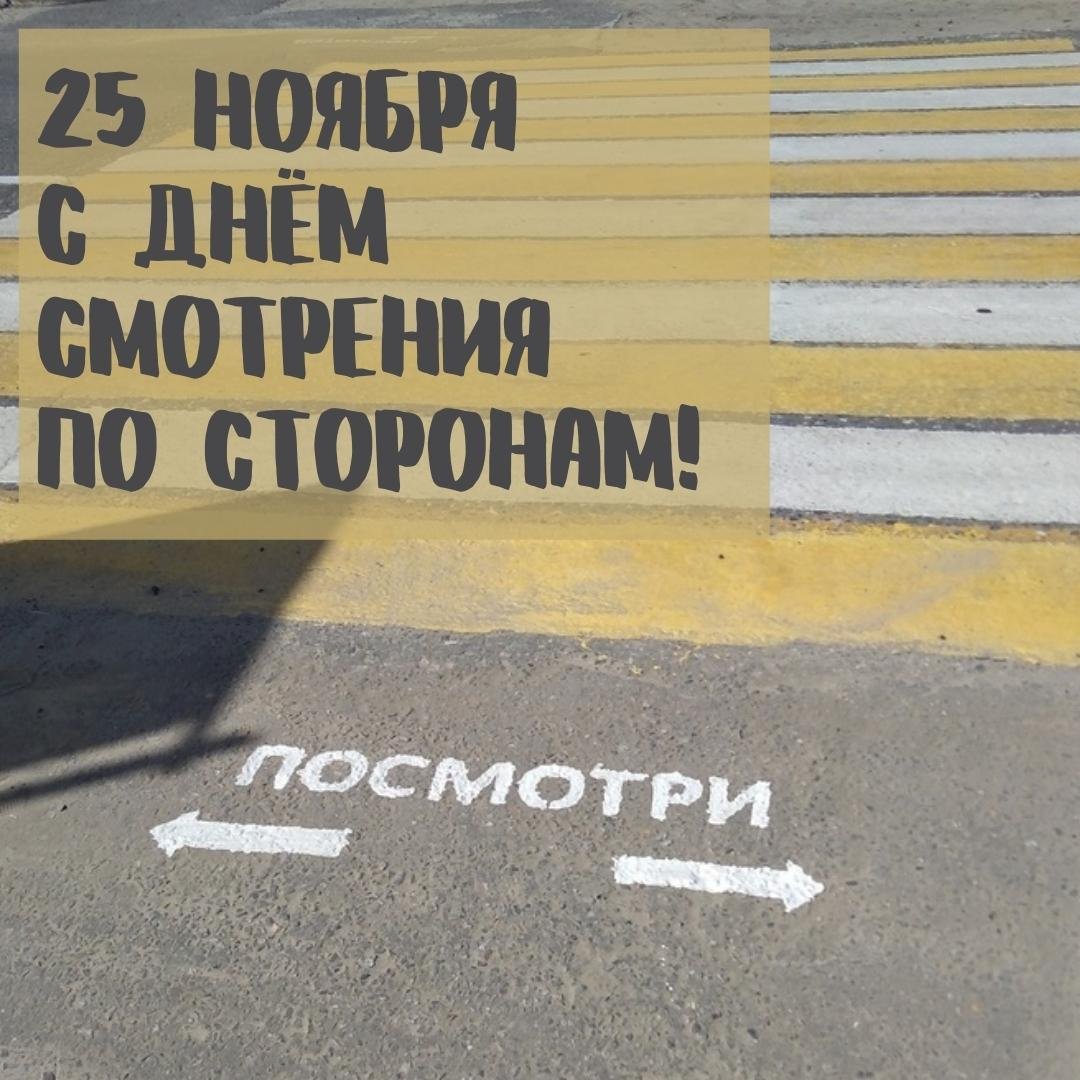 25 НОЯБРЯ
С ДНЁМ
СМОТРЕНИЯ
ПО СТОРОНАМ!
ПОСМОТРИ